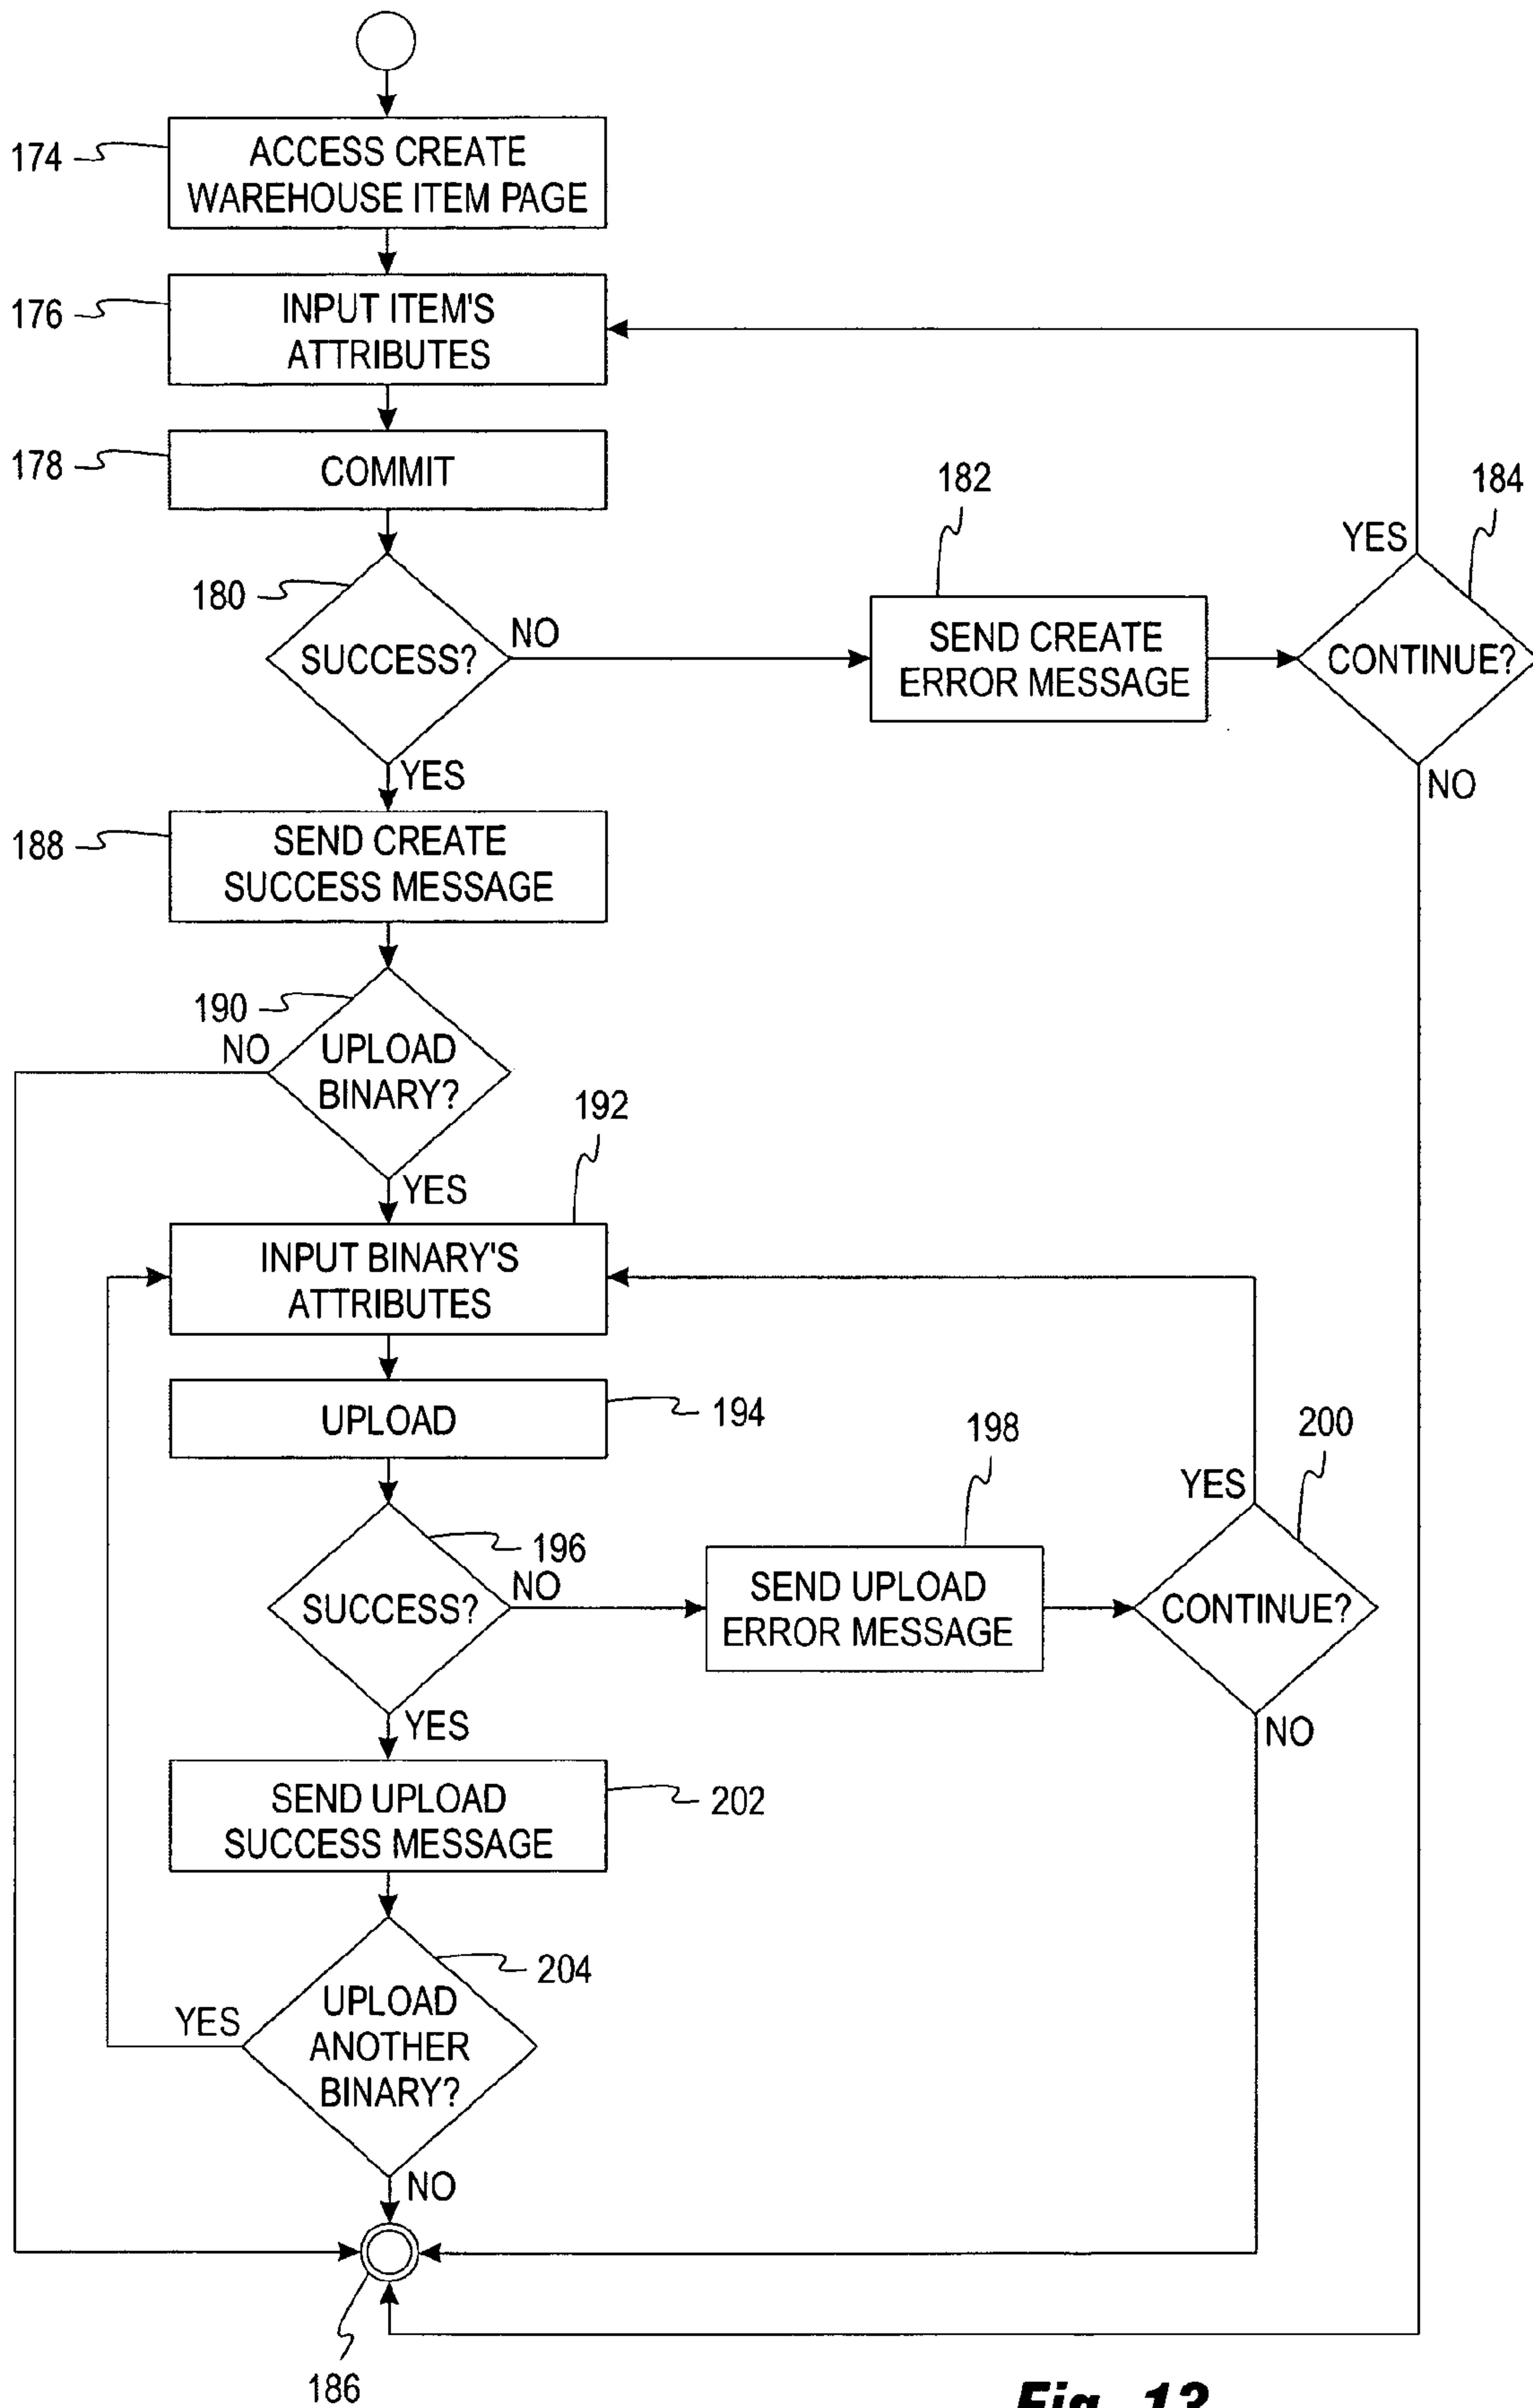 174
ACCESS CREATE
WAREHOUSE ITEM PAGE
176
INPUT ITEM'S
ATTRIBUTES
178
COMMIT
180
SUCCESS?
NO
182
SEND CREATE
ERROR MESSAGE
184
YES
CONTINUE?
NO
YES
188
SEND CREATE
SUCCESS MESSAGE
190
NO
UPLOAD
BINARY?
YES
192
INPUT BINARY'S
ATTRIBUTES
UPLOAD
194
196
SUCCESS?
NO
198
SEND UPLOAD
ERROR MESSAGE
200
YES
CONTINUE?
NO
YES
SEND UPLOAD
SUCCESS MESSAGE
202
204
YES
UPLOAD
ANOTHER
BINARY?
NO
186